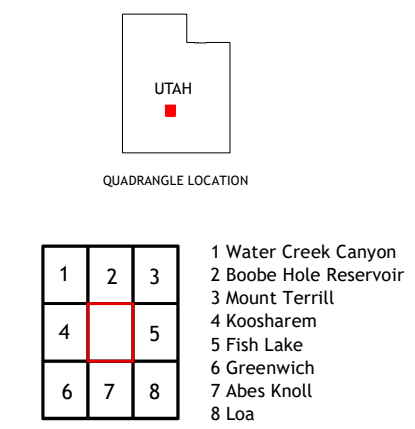 UTAH
QUADRANGLE LOCATION
1 2 3
4 5
6 7 8
1 Water Creek Canyon
2 Boobe Hole Reservoir
3 Mount Terrill
4 Koosharem
5 Fish Lake
6 Greenwich
7 Abes Knoll
8 Loa